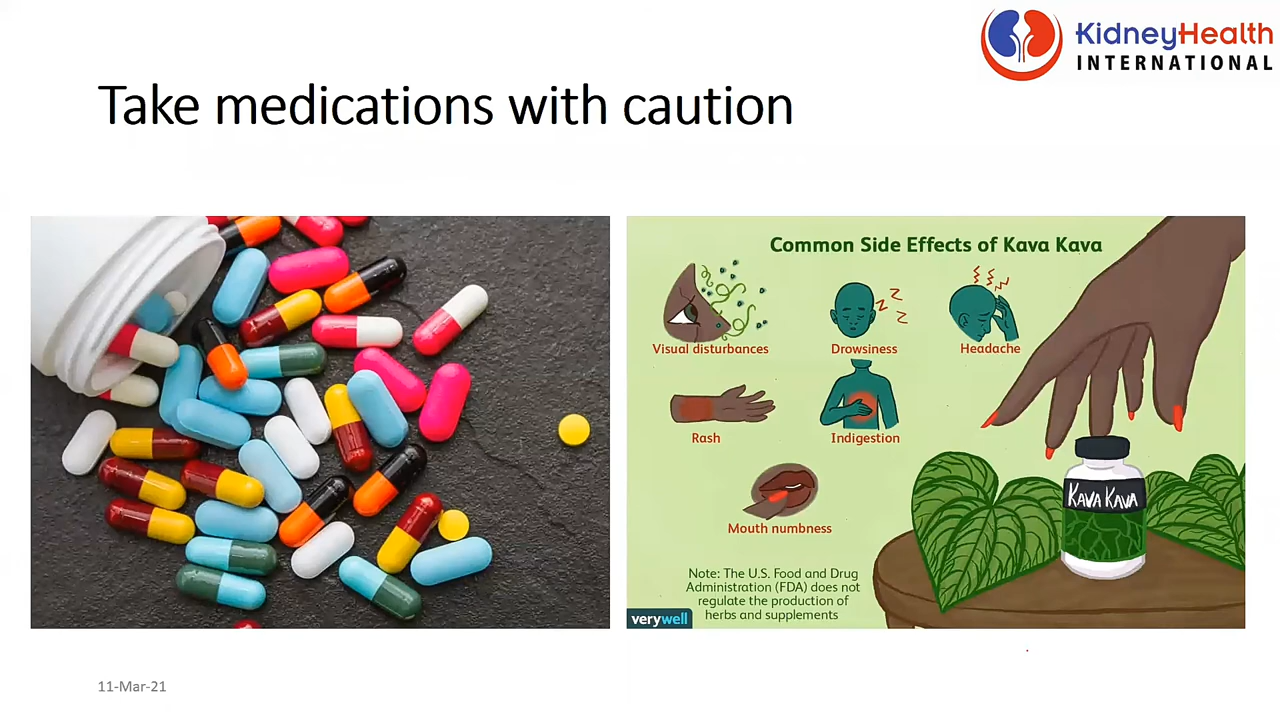 KidneyHealth
INTERNATIONAL
Take medications with caution
Common Side Effects of Kava Kava
Visual disturbances
Drowsiness
Headache
Rash
Indigestion
Mouth numbness
KAVA KAVA
Note: The U.S. Food and Drug
Administration (FDA) does not
regulate the production of
herbs and supplements
verywell
11-Mar-21